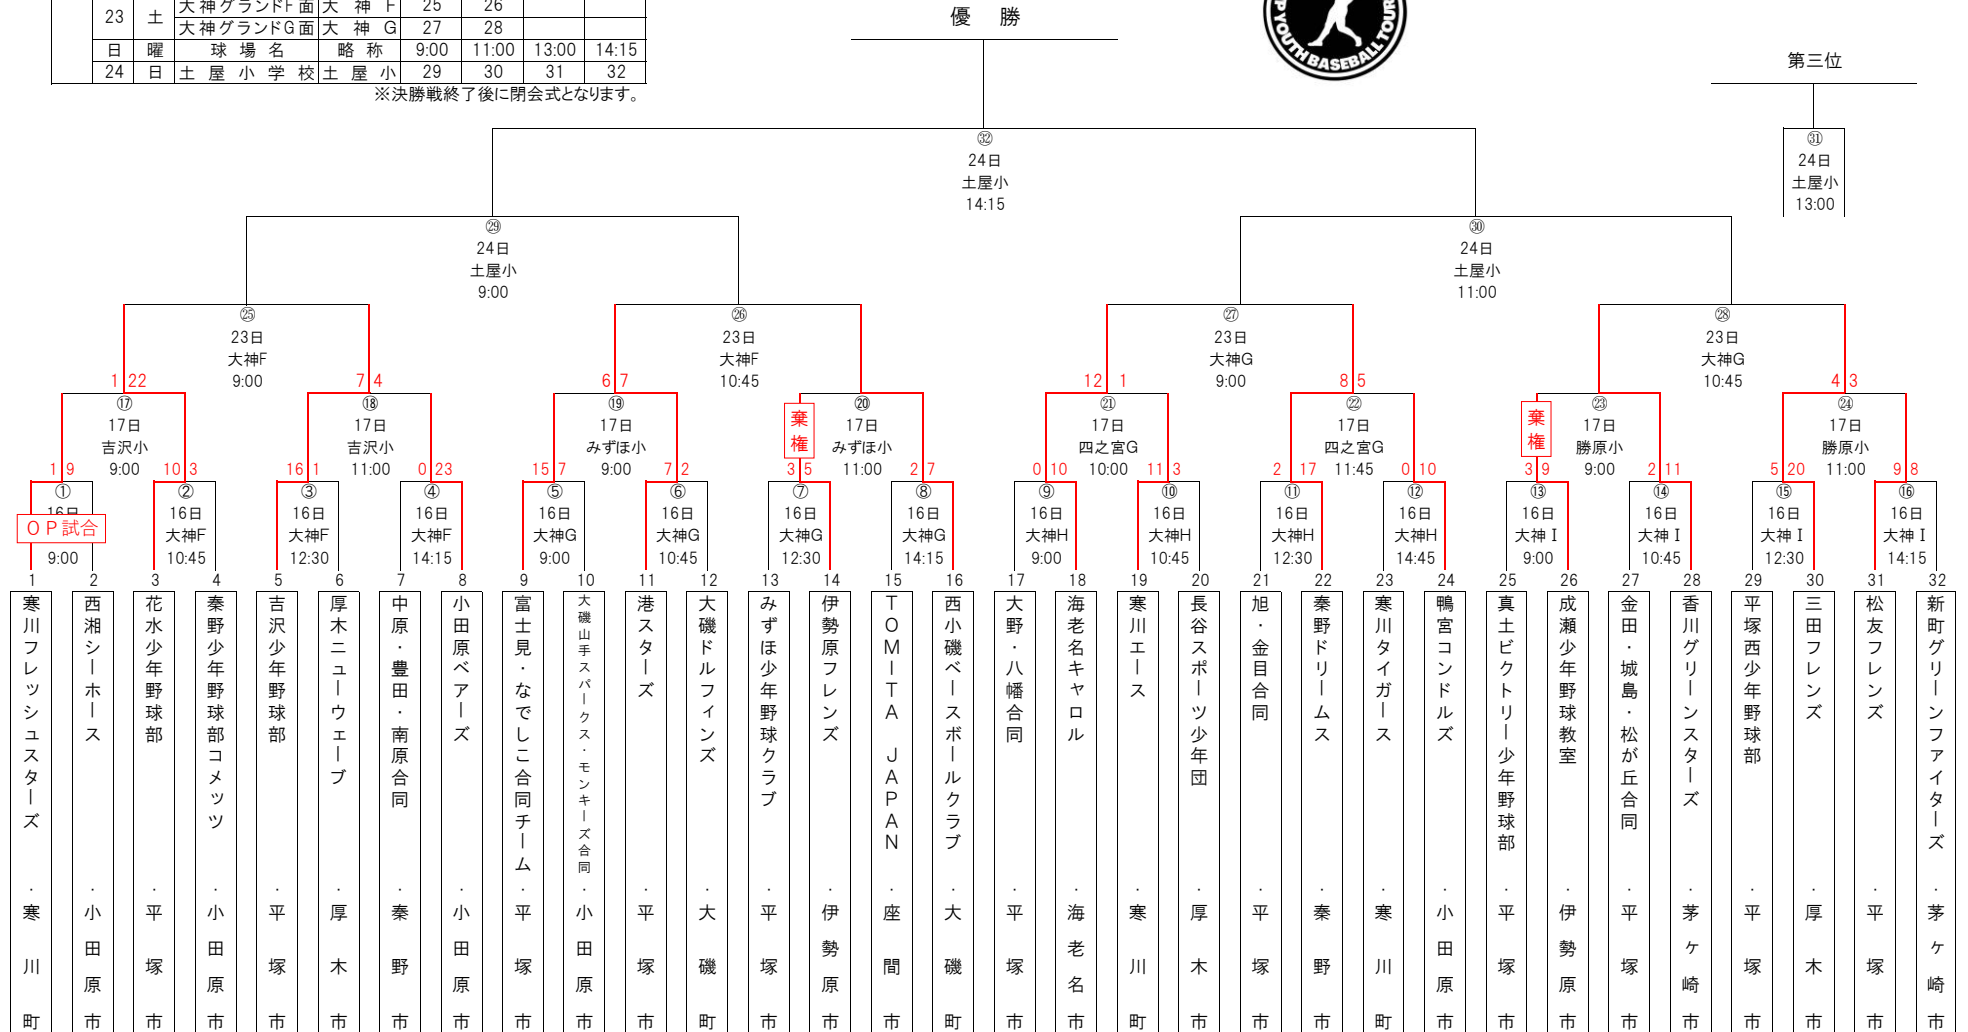 23 土 大神グランドF面 大神F 25 26
大神グランドG面 大神G 27 28
日 曜 球場名 略称 9:00 11:00 13:00 14:15
24 日 土屋小学校 土屋小 29 30 31 32
※決勝戦終了後に閉会式となります。
優 勝
P YOUTH BASEBALL TOUR
第三位
㉜
24日
土屋小
14:15
㉛
24日
土屋小
13:00
㉙
24日
土屋小
9:00
㉚
24日
土屋小
11:00
㉕
23日
大神F
9:00
㉖
23日
大神F
10:45
㉗
23日
大神G
9:00
㉘
23日
大神G
10:45
1 22
7 4
6 7
12 1
8 5
4 3
⑰
17日
吉沢小
9:00
⑱
17日
吉沢小
11:00
⑲
17日
みずほ小
9:00
棄権
⑳
17日
みずほ小
11:00
㉑
17日
四之宮G
10:00
㉒
17日
四之宮G
11:45
棄権
㉓
17日
勝原小
9:00
㉔
17日
勝原小
11:00
1 9
10 3
16 1
0 23
15 7
7 2
3 5
2 7
0 10
11 3
2 17
0 10
3 9
2 11
5 20
9 8
①
16日
OP試合
9:00
②
16日
大神F
10:45
③
16日
大神F
12:30
④
16日
大神F
14:15
⑤
16日
大神G
9:00
⑥
16日
大神G
10:45
⑦
16日
大神G
12:30
⑧
16日
大神G
14:15
⑨
16日
大神H
9:00
⑩
16日
大神H
10:45
⑪
16日
大神H
12:30
⑫
16日
大神H
14:45
⑬
16日
大神I
9:00
⑭
16日
大神I
10:45
⑮
16日
大神I
12:30
⑯
16日
大神I
14:15
1 寒川フレッシュスターズ ・ 寒川町
2 西湘シーホース ・ 小田原市
3 花水少年野球部 ・ 平塚市
4 秦野少年野球部コメッツ ・ 小田原市
5 吉沢少年野球部 ・ 平塚市
6 厚木ニューウェーブ ・ 厚木市
7 中原・豊田・南原合同 ・ 秦野市
8 小田原ベアーズ ・ 小田原市
9 富士見・なでしこ合同チーム ・ 平塚市
10 大磯山手スパークス・モンキーズ合同 ・ 小田原市
11 港スターズ ・ 平塚市
12 大磯ドルフィンズ ・ 大磯町
13 みずほ少年野球クラブ ・ 平塚市
14 伊勢原フレンズ ・ 伊勢原市
15 TOMITA JAPAN ・ 座間市
16 西小磯ベースボールクラブ ・ 大磯町
17 大野・八幡合同 ・ 平塚市
18 海老名キャロル ・ 海老名市
19 寒川エース ・ 寒川町
20 長谷スポーツ少年団 ・ 厚木市
21 旭・金目合同 ・ 平塚市
22 秦野ドリームス ・ 秦野市
23 寒川タイガース ・ 寒川町
24 鴨宮コンドルズ ・ 小田原市
25 真土ビクトリー少年野球部 ・ 平塚市
26 成瀬少年野球教室 ・ 伊勢原市
27 金田・城島・松が丘合同 ・ 平塚市
28 香川グリーンスターズ ・ 茅ヶ崎市
29 平塚西少年野球部 ・ 平塚市
30 三田フレンズ ・ 厚木市
31 松友フレンズ ・ 平塚市
32 新町グリーンファイターズ ・ 茅ヶ崎市